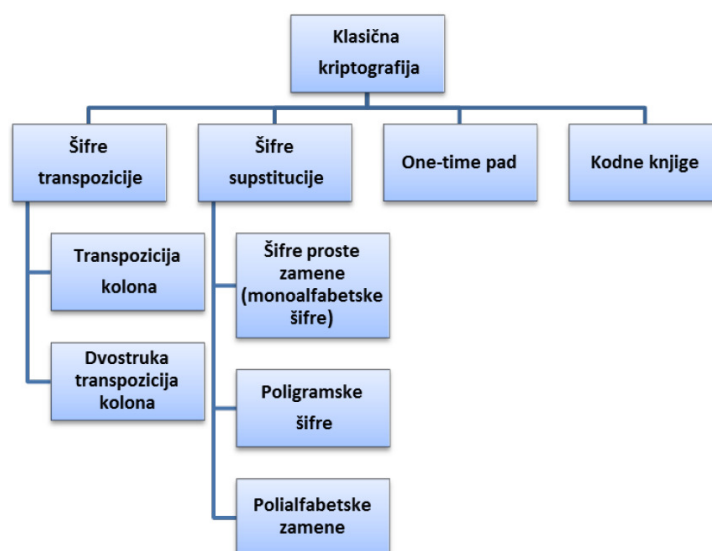 Klasična
kriptografija
Šifre
transpozicije
Šifre
supstitucije
One-time pad
Kodne knjige
Transpozicija
kolona
Dvostruka
transpozicija
kolona
Šifre proste
zamene
(monoalfabetske
šifre)
Poligramske
šifre
Polialfabetske
zamene